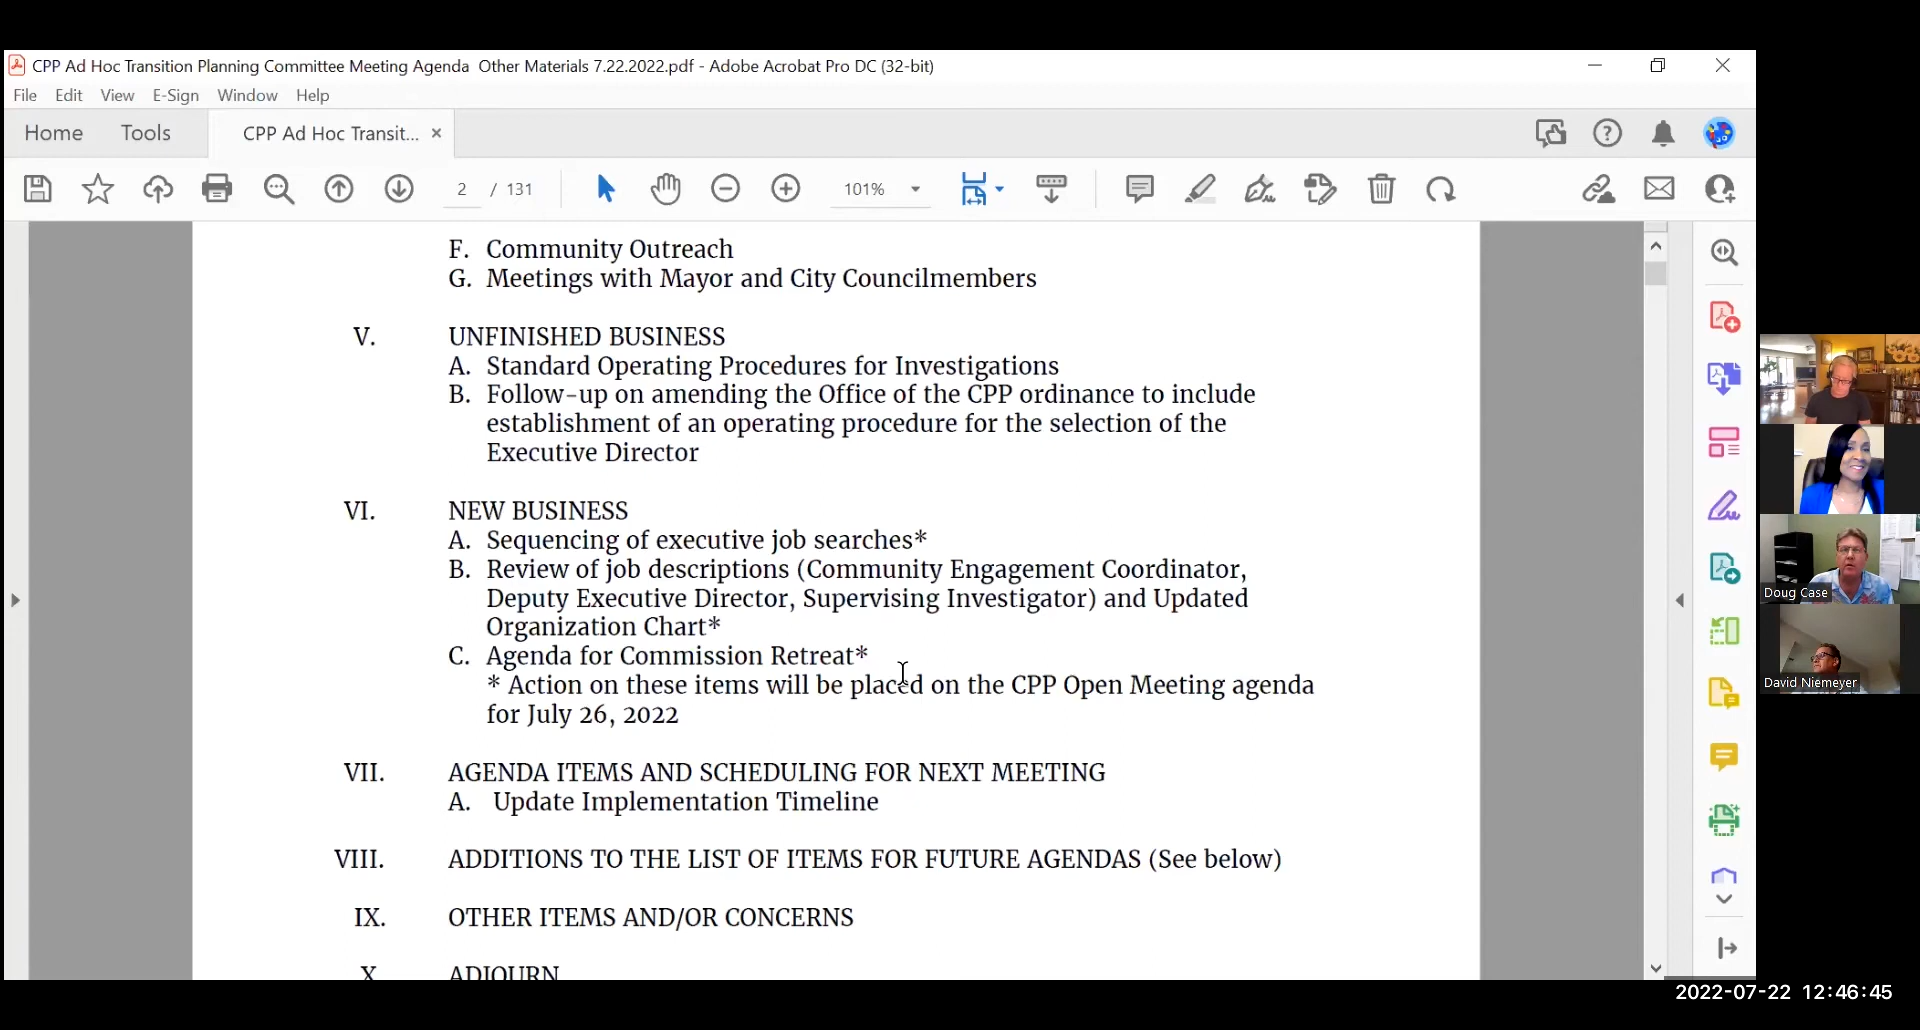 CPP Ad Hoc Transition Planning Committee Meeting Agenda  Other Materials 7.22.2022.pdf - Adobe Acrobat Pro DC (32-bit)
File Edit View E-Sign Window Help
Home Tools CPP Ad Hoc Transit... ×
2 / 131 101%
F. Community Outreach
G. Meetings with Mayor and City Councilmembers
V. UNFINISHED BUSINESS
A. Standard Operating Procedures for Investigations
B. Follow-up on amending the Office of the CPP ordinance to include
establishment of an operating procedure for the selection of the
Executive Director
VI. NEW BUSINESS
A. Sequencing of executive job searches*
B. Review of job descriptions (Community Engagement Coordinator,
Deputy Executive Director, Supervising Investigator) and Updated
Organization Chart*
C. Agenda for Commission Retreat*
* Action on these items will be placed on the CPP Open Meeting agenda
for July 26, 2022
VII. AGENDA ITEMS AND SCHEDULING FOR NEXT MEETING
A. Update Implementation Timeline
VIII. ADDITIONS TO THE LIST OF ITEMS FOR FUTURE AGENDAS (See below)
IX. OTHER ITEMS AND/OR CONCERNS
X. ADJOURN
Doug Case
David Niemeyer
2022-07-22 12:46:45